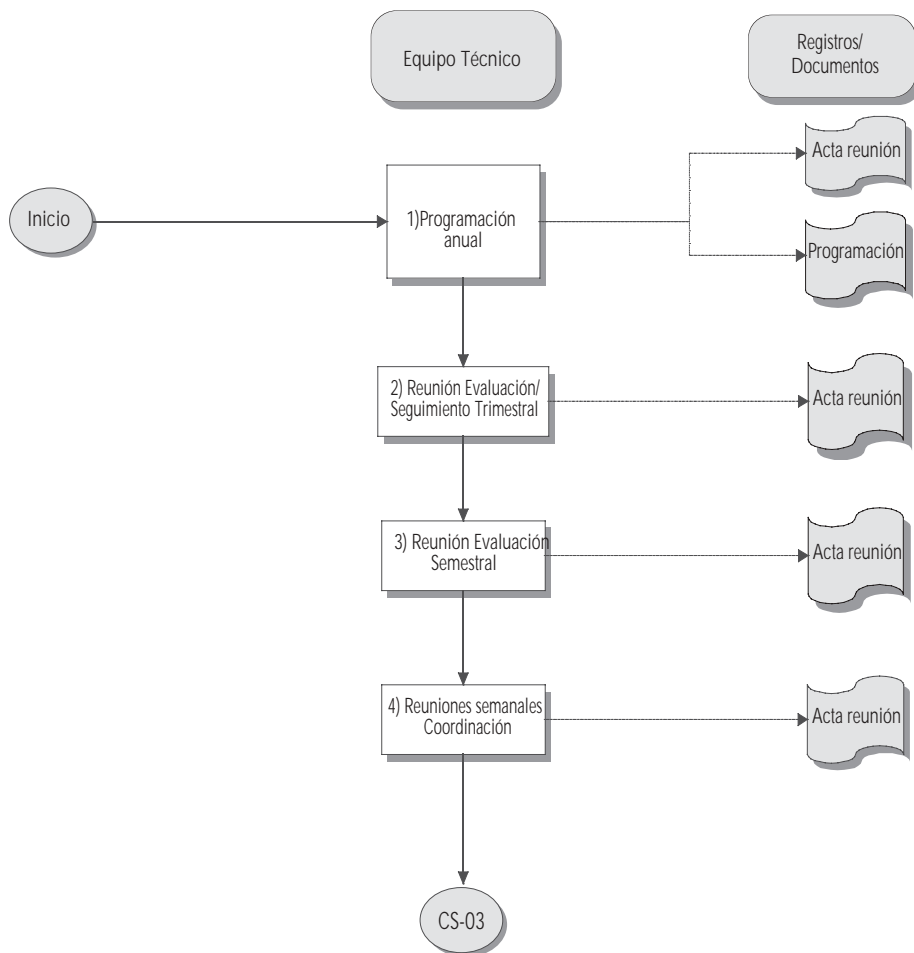 Equipo Técnico
Registros/
Documentos
Acta reunión
Inicio
1)Programación
anual
Programación
2) Reunión Evaluación/
Seguimiento Trimestral
Acta reunión
3) Reunión Evaluación
Semestral
Acta reunión
4) Reuniones semanales
Coordinación
Acta reunión
CS-03